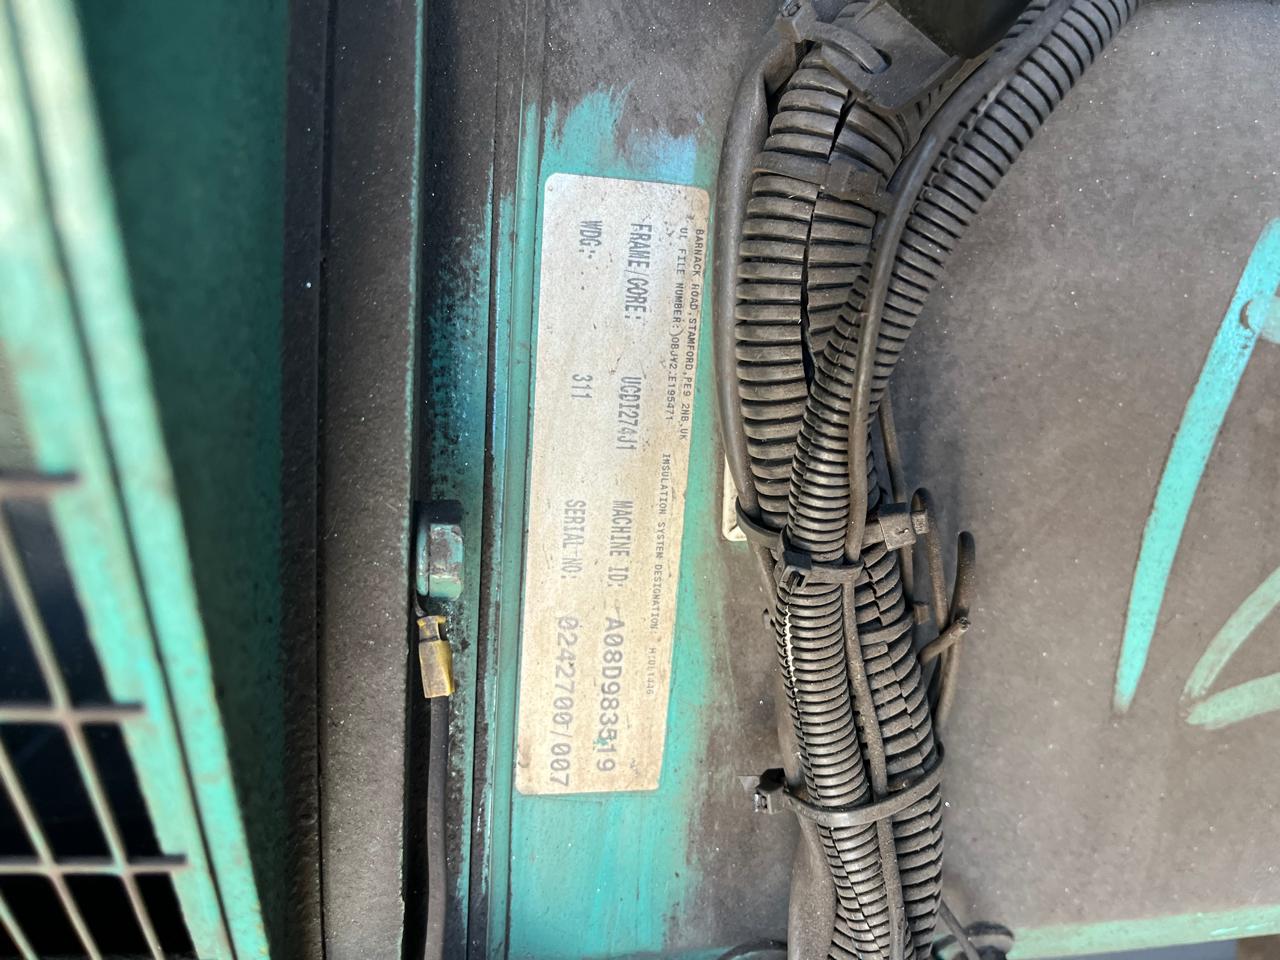 BARNACK ROAD,STAMFORD,PE9 2NB,UK
UL FILE NUMBER:)OBJY2.E195471 INSULATION SYSTEM DESIGNATION:
FRAME/CORE: UCDI274J1 MACHINE ID: A08D983519
WDG: 311 SERIAL NO: 0242700/007